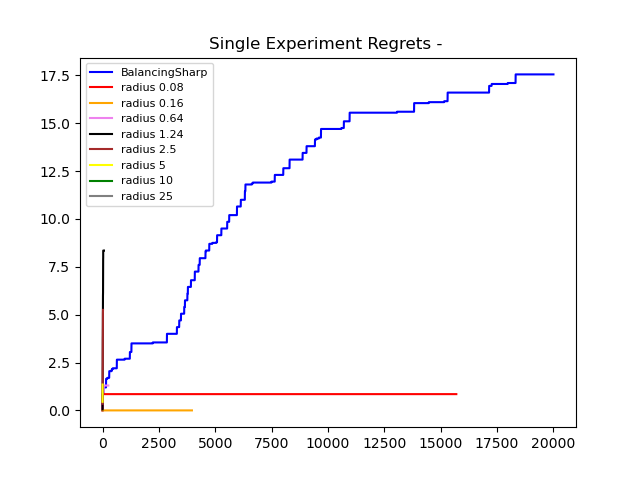 Single Experiment Regrets -
BalancingSharp
radius 0.08
radius 0.16
radius 0.64
radius 1.24
radius 2.5
radius 5
radius 10
radius 25
17.5
15.0
12.5
10.0
7.5
5.0
2.5
0.0
0 2500 5000 7500 10000 12500 15000 17500 20000